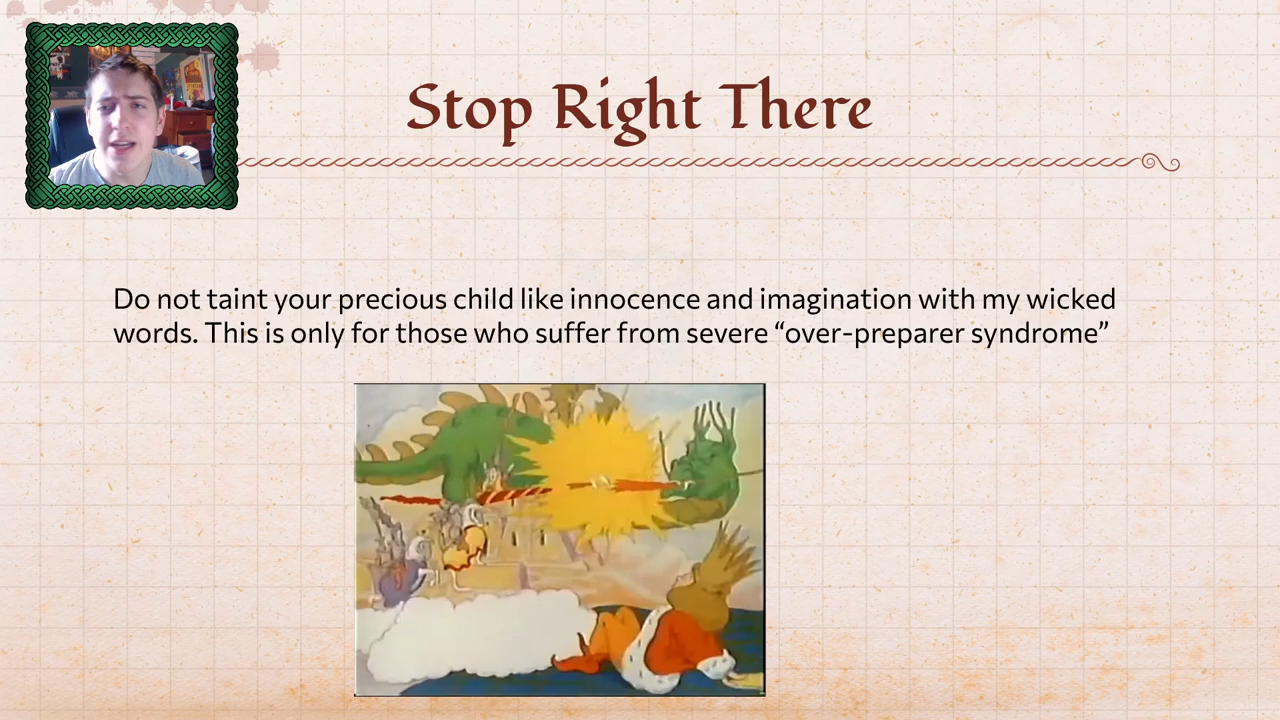 Stop Right There
Do not taint your precious child like innocence and imagination with my wicked
words. This is only for those who suffer from severe “over-preparer syndrome”